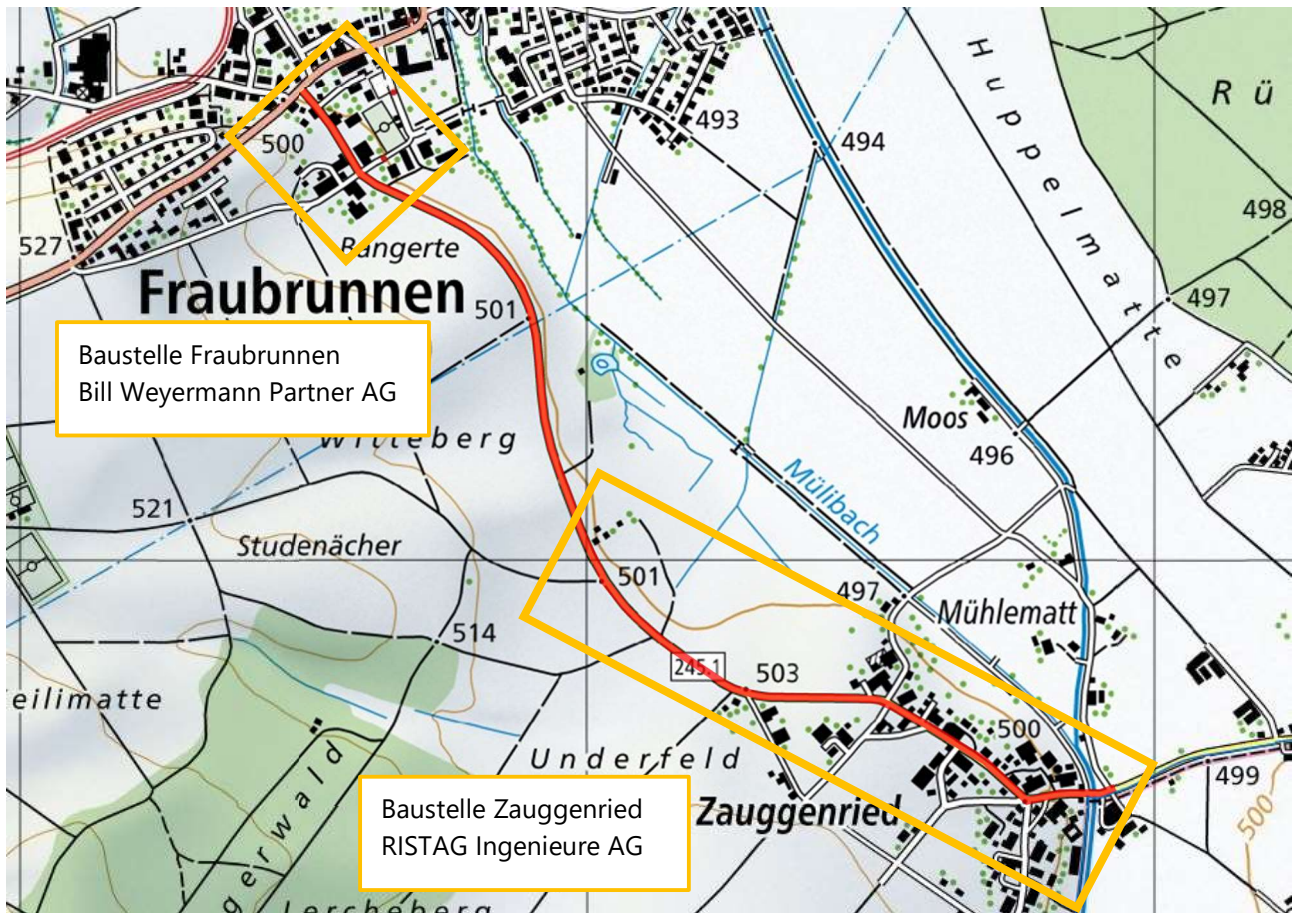 R ü
493
494
500
498
527
Rangerte
Huppelmatte
Fraubrunnen
497
501
Baustelle Fraubrunnen
Bill Weyermann Partner AG
Moos
Witteberg
496
Mülibach
521
Studenächer
501
497
Mühlematt
514
245.1
503
eilimatte
500
Underfeld
499
Baustelle Zauggenried
RISTAG Ingenieure AG
Zauggenried
500
gerwald
Lercheberg